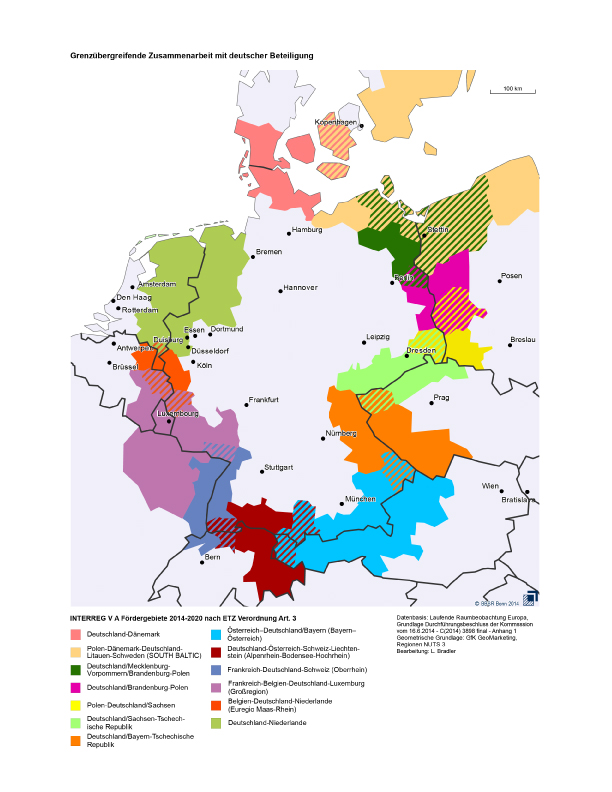 Grenzübergreifende Zusammenarbeit mit deutscher Beteiligung
100 km
Kopenhagen
Hamburg
Stettin
Bremen
Berlin
Posen
Amsterdam
Hannover
Den Haag
Rotterdam
Essen
Dortmund
Duisburg
Leipzig
Breslau
Antwerpen
Düsseldorf
Dresden
Brüssel
Köln
Frankfurt
Prag
Luxembourg
Nürnberg
Stuttgart
Wien
München
Bratislava
Bern
© BBSR Bonn 2014
INTERREG V A Fördergebiete 2014-2020 nach ETZ Verordnung Art. 3
Deutschland-Dänemark
Polen-Dänemark-Deutschland-
Litauen-Schweden (SOUTH BALTIC)
Deutschland/Mecklenburg-
Vorpommern/Brandenburg-Polen
Deutschland/Brandenburg-Polen
Polen-Deutschland/Sachsen
Deutschland/Sachsen-Tschech-
ische Republik
Deutschland/Bayern-Tschechische
Republik
Österreich–Deutschland/Bayern (Bayern–
Österreich)
Deutschland-Österreich-Schweiz-Liechten-
stein (Alpenrhein-Bodensee-Hochrhein)
Frankreich-Deutschland-Schweiz (Oberrhein)
Frankreich-Belgien-Deutschland-Luxemburg
(Großregion)
Belgien-Deutschland-Niederlande
(Euregio Maas-Rhein)
Deutschland-Niederlande
Datenbasis: Laufende Raumbeobachtung Europa,
Grundlage Durchführungsbeschluss der Kommission
vom 16.6.2014 - C(2014) 3898 final - Anhang 1
Geometrische Grundlage: GfK GeoMarketing,
Regionen NUTS 3
Bearbeitung: L. Bradler